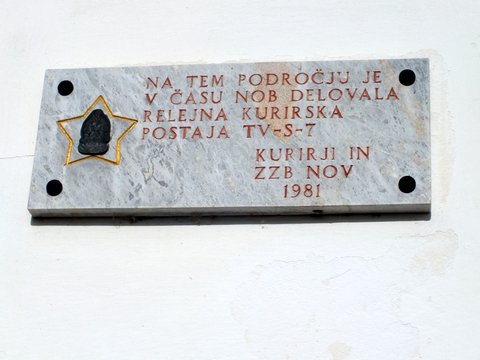 NA TEM PODROČJU JE
V ČASU NOB DELOVALA
RELEJNA KURIRSKA
POSTAJA TV-S-7
KURIRJI IN
ZZB NOV
1981